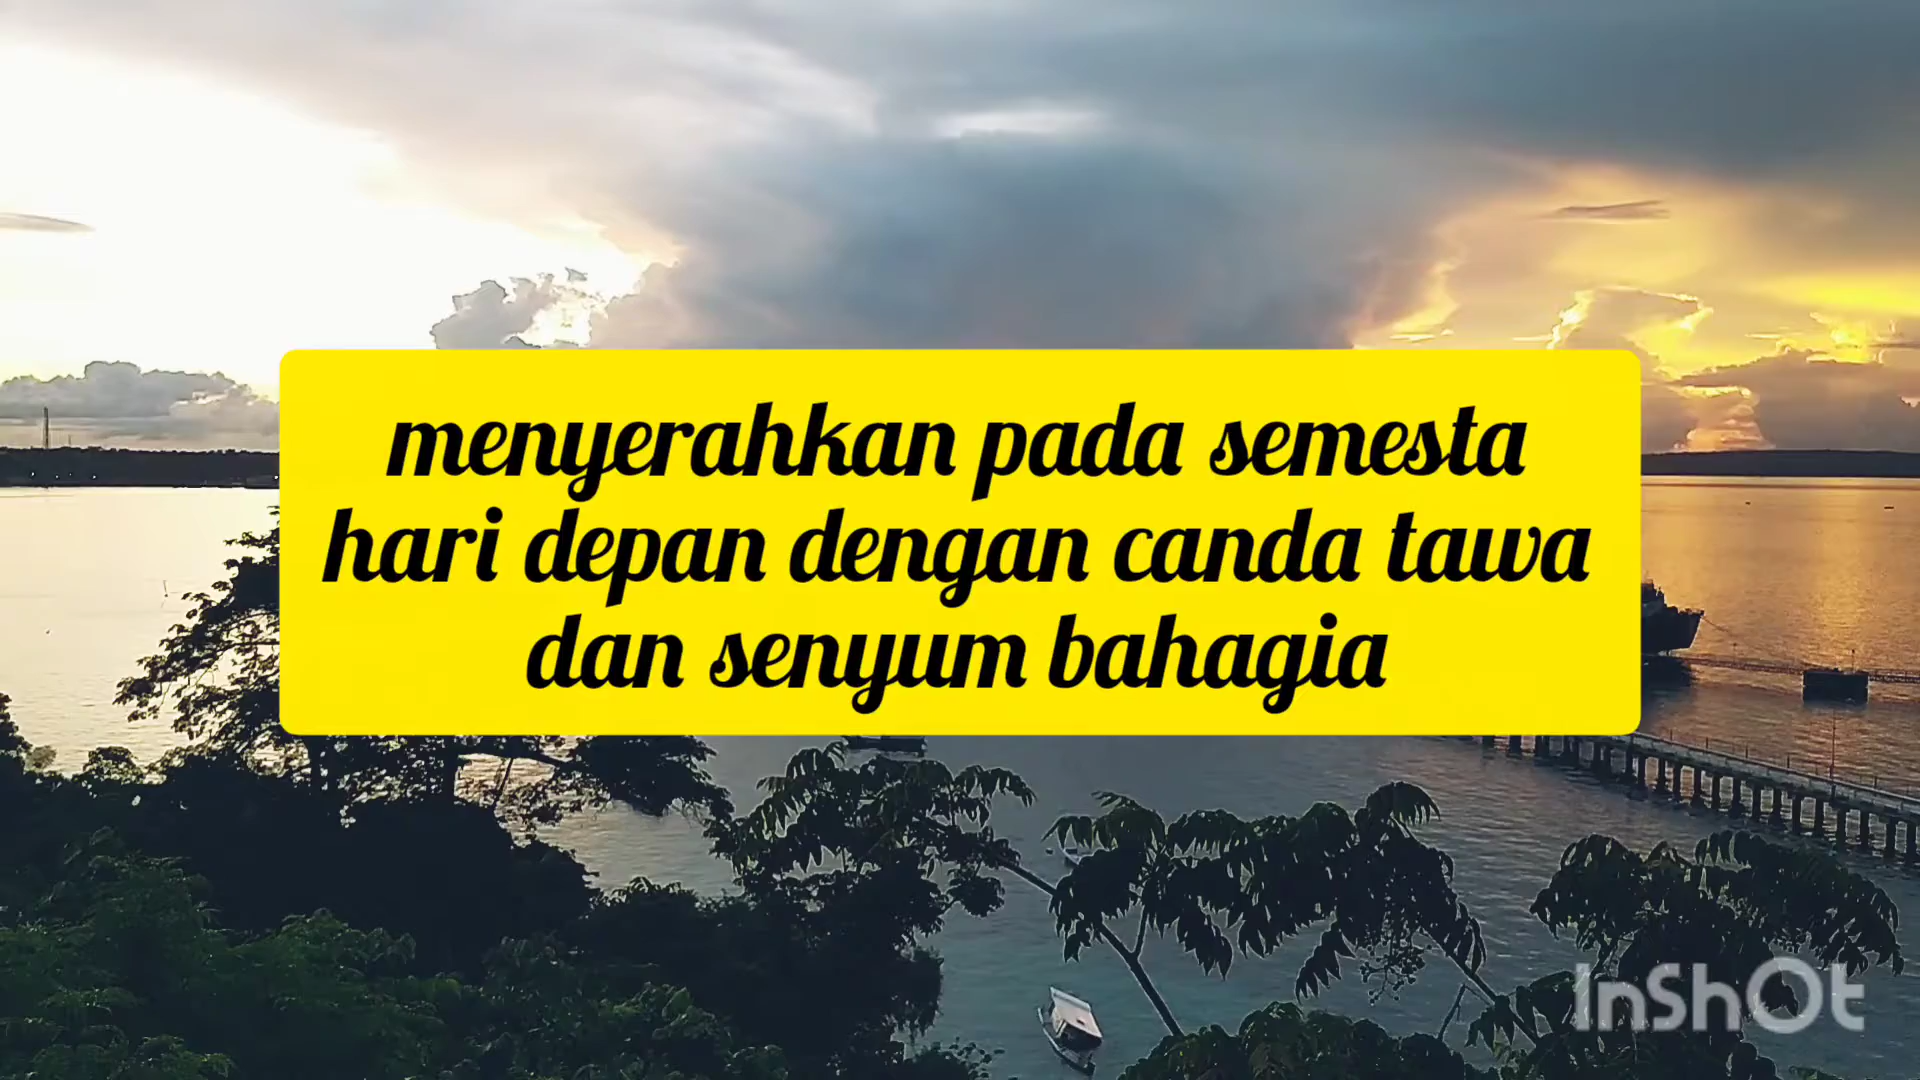 menyerahkan pada semesta
hari depan dengan canda tawa
dan senyum bahagia
InShOt